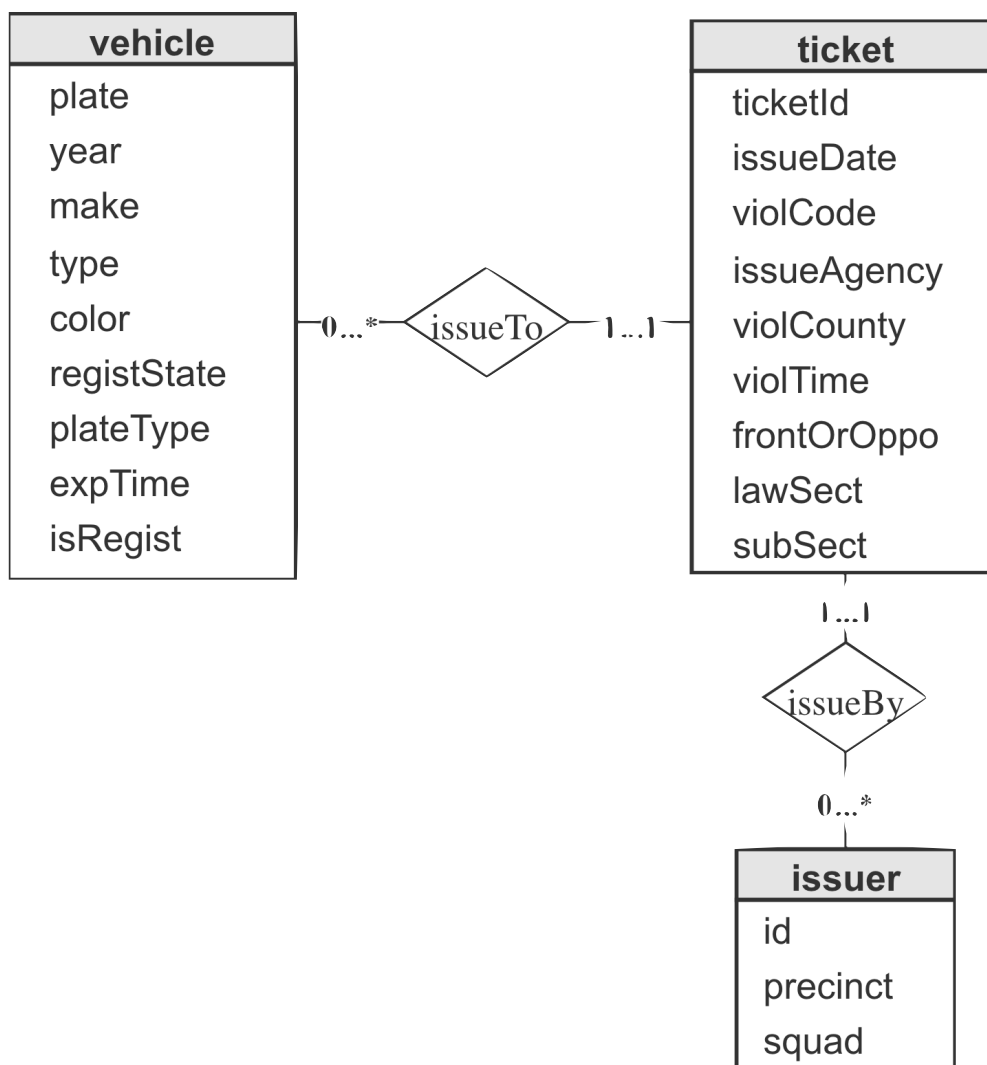 vehicle
plate
year
make
type
color
registState
plateType
expTime
isRegist
0...*
issueTo
1...1
ticket
ticketId
issueDate
violCode
issueAgency
violCounty
violTime
frontOrOppo
lawSect
subSect
1...1
issueBy
0...*
issuer
id
precinct
squad